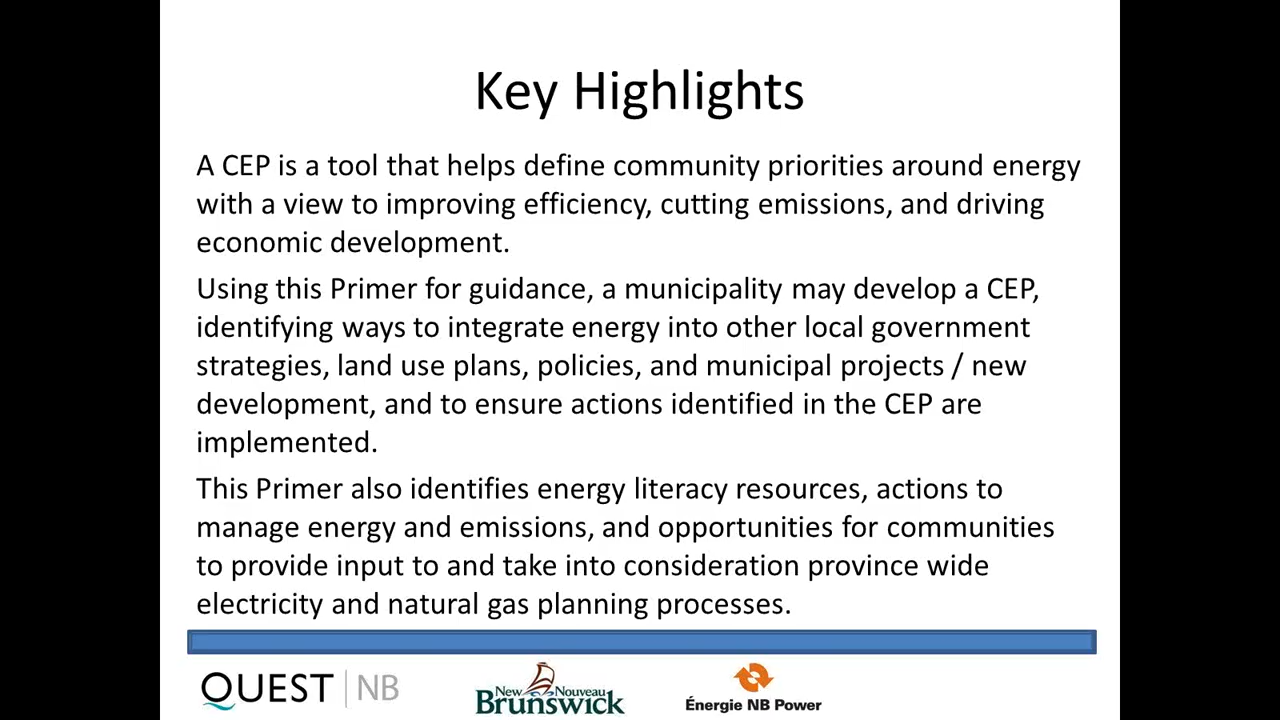 Key Highlights
A CEP is a tool that helps define community priorities around energy
with a view to improving efficiency, cutting emissions, and driving
economic development.
Using this Primer for guidance, a municipality may develop a CEP,
identifying ways to integrate energy into other local government
strategies, land use plans, policies, and municipal projects / new
development, and to ensure actions identified in the CEP are
implemented.
This Primer also identifies energy literacy resources, actions to
manage energy and emissions, and opportunities for communities
to provide input to and take into consideration province wide
electricity and natural gas planning processes.
QUEST | NB
New Nouveau
Brunswick
Énergie NB Power